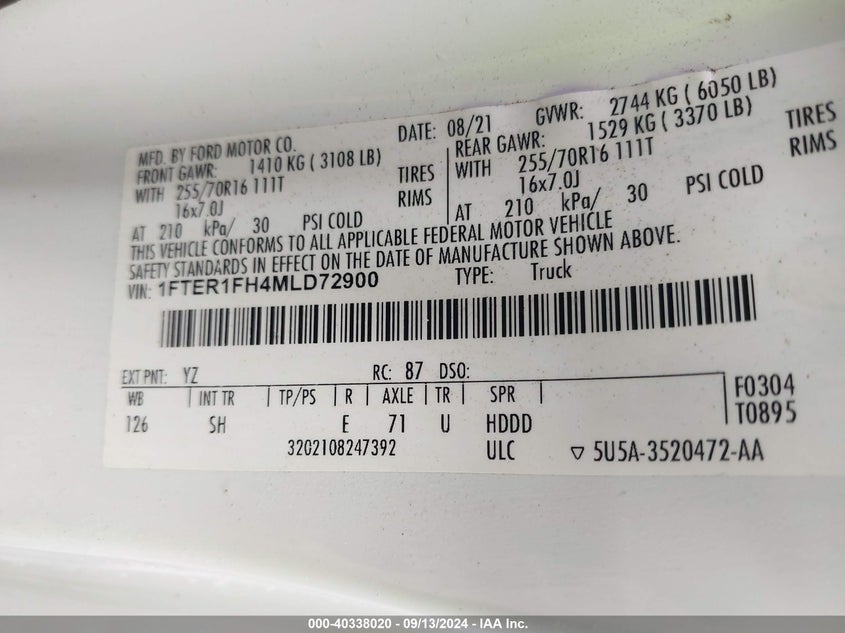 MFD. BY FORD MOTOR CO.
DATE: 08/21
GVWR: 2744 KG ( 6050 LB)
FRONT GAWR: 1410 KG ( 3108 LB)
WITH 255/70R16 111T TIRES
16x7.0J RIMS
AT 210 kPa/ 30 PSI COLD
REAR GAWR: 1529 KG ( 3370 LB)
WITH 255/70R16 111T TIRES
16x7.0J RIMS
AT 210 kPa/ 30 PSI COLD
THIS VEHICLE CONFORMS TO ALL APPLICABLE FEDERAL MOTOR VEHICLE
SAFETY STANDARDS IN EFFECT ON THE DATE OF MANUFACTURE SHOWN ABOVE.
VIN: 1FTER1FH4MLD72900
TYPE: Truck
EXT PNT: YZ RC: 87 DSO:
WB INT TR TP/PS R AXLE TR SPR
126 SH E 71 U HDDD
F0304
T0895
3202108247392 ULC
▽ 5U5A-3520472-AA
000-40338020 - 09/13/2024 - IAA Inc.